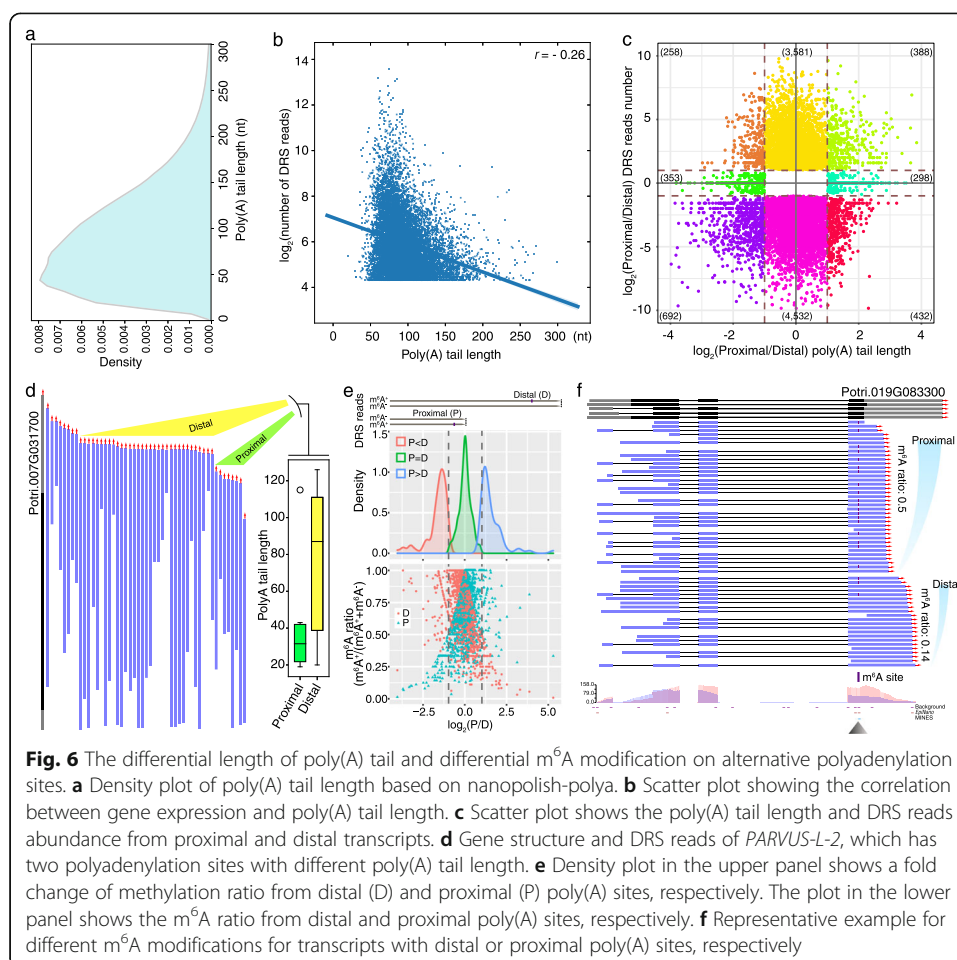 a
300
250
200
150
100
50
0
Poly(A) tail length (nt)
0.008
0.007
0.006
0.005
0.004
0.003
0.002
0.001
0.000
Density
b
r = - 0.26
14
12
10
8
6
4
log2(number of DRS reads)
0 50 100 150 200 250 300 (nt)
Poly(A) tail length
c
(258) (3,581) (388)
(353) (298)
(692) (4,532) (432)
10
5
0
-5
-10
log2(Proximal/Distal) DRS reads number
-4 -2 0 2 4
log2(Proximal/Distal) poly(A) tail length
d
Potri.007G031700
Distal
Proximal
120
100
80
60
40
20
PolyA tail length
Proximal
Distal
e
DRS reads
m6A+
m6A-
Distal (D)
m6A-
m6A+
Proximal (P)
P<D
P=D
P>D
1.5
1.0
0.5
0.0
Density
D
P
1.00
0.75
0.50
0.25
0.00
m6A ratio
(m6A+/(m6A++m6A-)
−2.5 0.0 2.5 5.0
log2(P/D)
f
Potri.019G083300
Proximal
m6A ratio: 0.5
Distal
m6A ratio: 0.14
m6A site
158.0
79.0
0.0
Background
EpiNano
MINES
Fig. 6 The differential length of poly(A) tail and differential m6A modification on alternative polyadenylation
sites. a Density plot of poly(A) tail length based on nanopolish-polya. b Scatter plot showing the correlation
between gene expression and poly(A) tail length. c Scatter plot shows the poly(A) tail length and DRS reads
abundance from proximal and distal transcripts. d Gene structure and DRS reads of PARVUS-L-2, which has
two polyadenylation sites with different poly(A) tail length. e Density plot in the upper panel shows a fold
change of methylation ratio from distal (D) and proximal (P) poly(A) sites, respectively. The plot in the lower
panel shows the m6A ratio from distal and proximal poly(A) sites, respectively. f Representative example for
different m6A modifications for transcripts with distal or proximal poly(A) sites, respectively